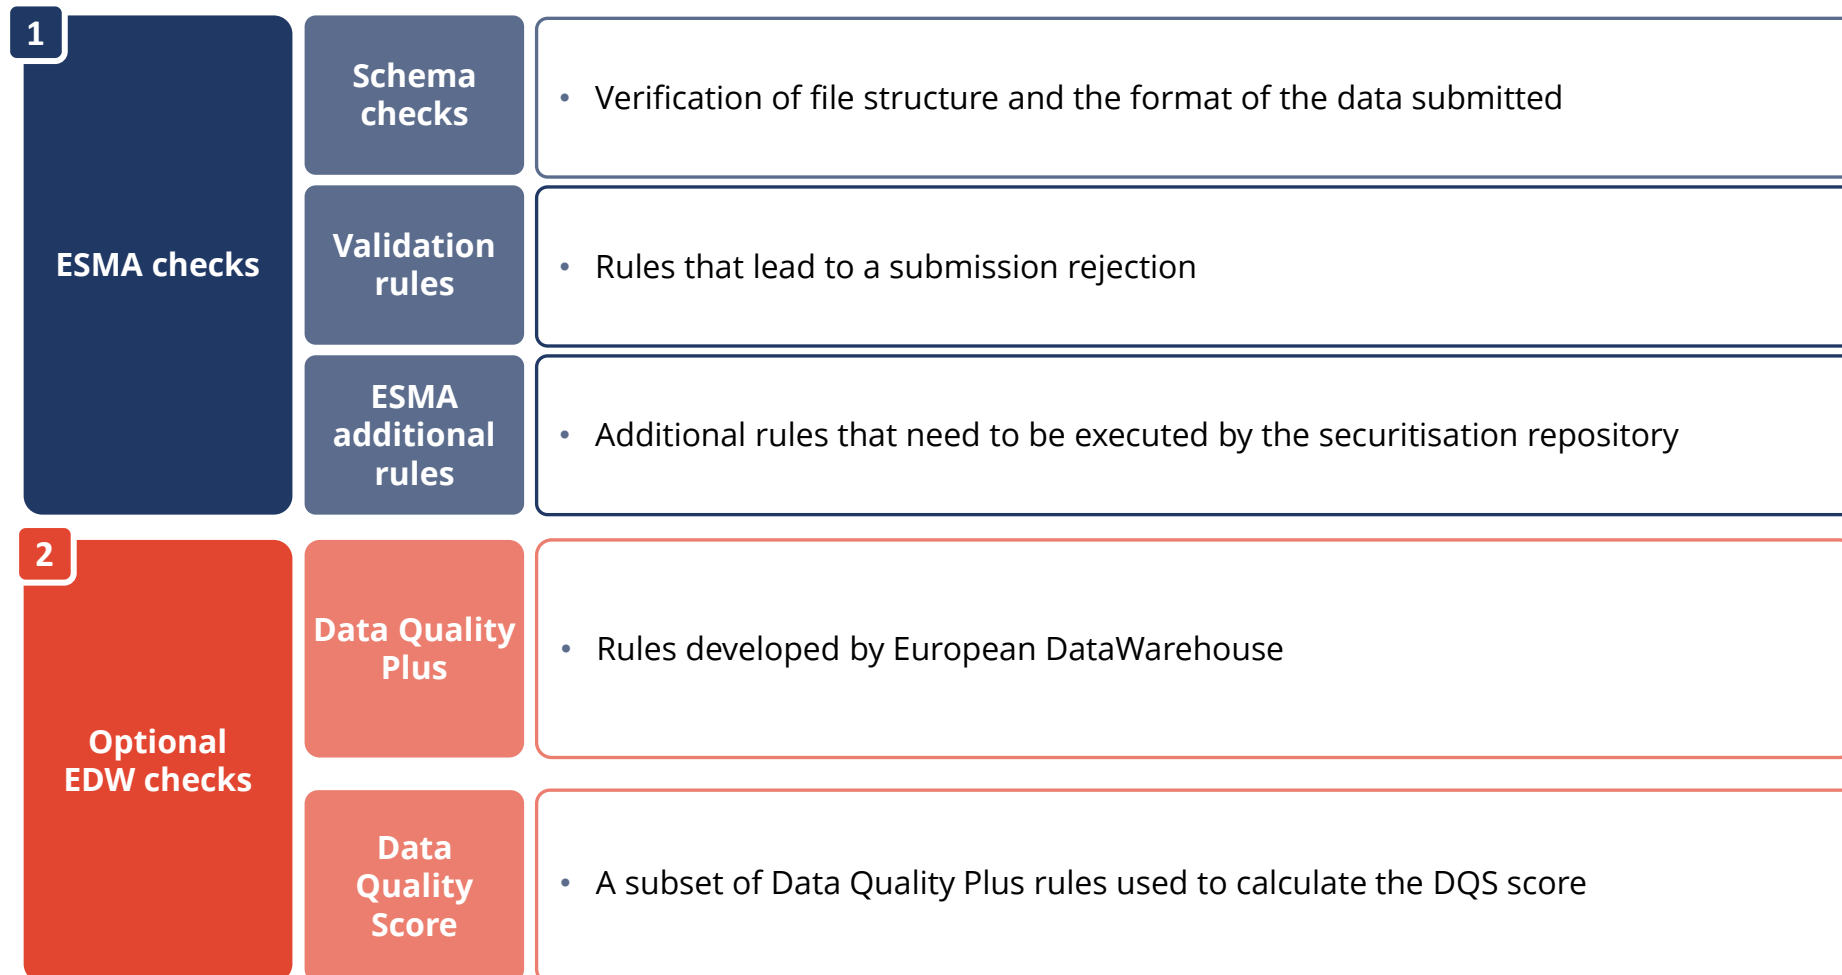 1
ESMA checks
Schema
checks
• Verification of file structure and the format of the data submitted
Validation
rules
• Rules that lead to a submission rejection
ESMA
additional
rules
• Additional rules that need to be executed by the securitisation repository
2
Optional
EDW checks
Data Quality
Plus
• Rules developed by European DataWarehouse
Data
Quality
Score
• A subset of Data Quality Plus rules used to calculate the DQS score